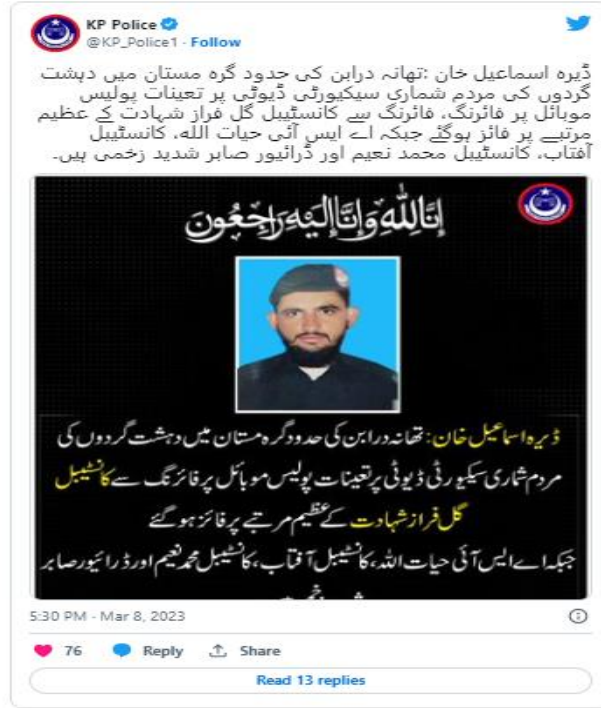 KP Police
@KP_Police1 · Follow
ڈیرہ اسماعیل خان :تھانہ درابن کی حدود گرہ مستان میں دہشت
گردوں کی مردم شماری سیکیورٹی ڈیوٹی پر تعینات پولیس
موبائل پر فائرنگ، فائرنگ سے کانسٹیبل گل فراز شہادت کے عظیم
مرتبے پر فائز ہوگئے جبکہ اے ایس آئی حیات اللہ، کانسٹیبل
آفتاب، کانسٹیبل محمد نعیم اور ڈرائیور صابر شدید زخمی ہیں۔
إِنَّا لِلّٰهِ وَإِنَّا إِلَيْهِ رَاجِعُونَ
ڈیرہ اسماعیل خان: تھانہ درابن کی حدود گرہ مستان میں دہشت گردوں کی
مردم شماری سیکیورٹی ڈیوٹی پر تعینات پولیس موبائل پر فائرنگ سے کانسٹیبل
گل فراز شہادت کے عظیم مرتبے پر فائز ہو گئے
جبکہ اے ایس آئی حیات اللہ، کانسٹیبل آفتاب، کانسٹیبل محمد نعیم اور ڈرائیور صابر
5:30 PM · Mar 8, 2023
76 Reply Share
Read 13 replies